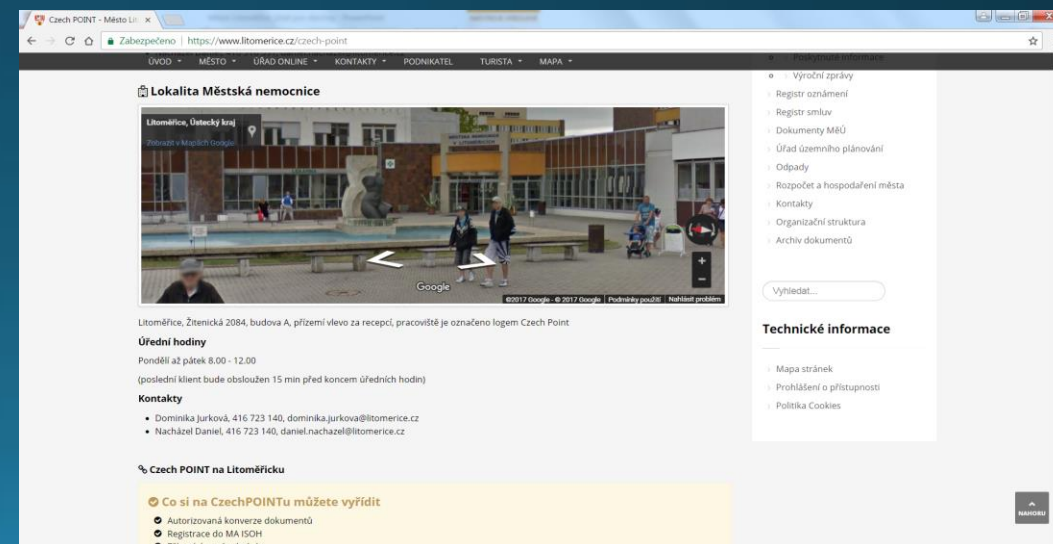 Czech POINT - Město Lit
Zabezpečeno | https://www.litomerice.cz/czech-point
ÚVOD MĚSTO ÚŘAD ONLINE KONTAKTY PODNIKATEL TURISTA MAPA
Lokalita Městská nemocnice
Litoměřice, Ústecký kraj
Zobrazit v Mapách Google
MĚSTSKÁ NEMOCNICE
V LITOMĚŘICÍCH
Google
©2017 Google - © 2017 Google Podmínky použití Nahlásit problém
Litoměřice, Žitenická 2084, budova A, přízemí vlevo za recepcí, pracoviště je označeno logem Czech Point
Úřední hodiny
Pondělí až pátek 8.00 - 12.00
(poslední klient bude obsloužen 15 min před koncem úředních hodin)
Kontakty
Dominika Jurková, 416 723 140, dominika.jurkova@litomerice.cz
Nacházel Daniel, 416 723 140, daniel.nachazel@litomerice.cz
Czech POINT na Litoměřicku
Co si na CzechPOINTu můžete vyřídit
Autorizovaná konverze dokumentů
Registrace do MA ISOH
Poskytnuté informace
Výroční zprávy
Registr oznámení
Registr smluv
Dokumenty MěÚ
Úřad územního plánování
Odpady
Rozpočet a hospodaření města
Kontakty
Organizační struktura
Archiv dokumentů
Vyhledat...
Technické informace
Mapa stránek
Prohlášení o přístupnosti
Politika Cookies
NAHORU